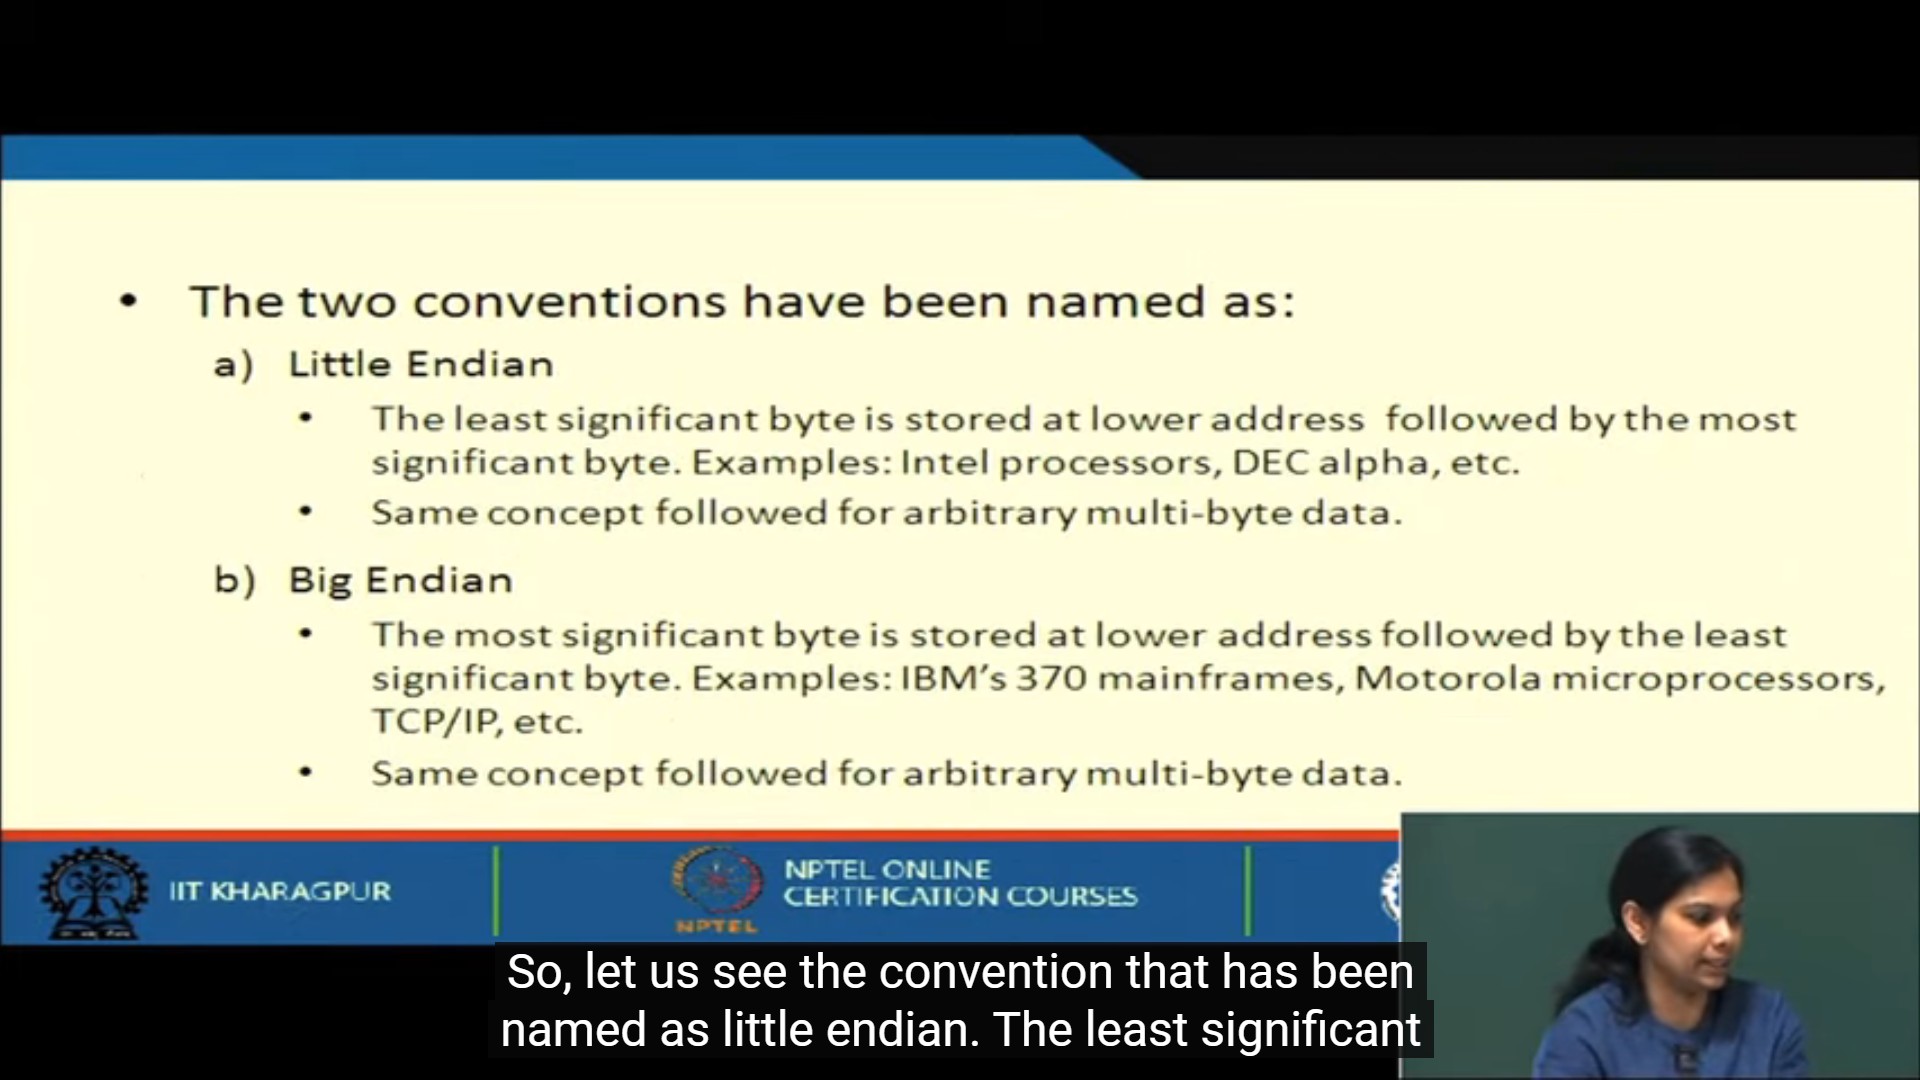 • The two conventions have been named as:
a) Little Endian
• The least significant byte is stored at lower address followed by the most
significant byte. Examples: Intel processors, DEC alpha, etc.
• Same concept followed for arbitrary multi-byte data.
b) Big Endian
• The most significant byte is stored at lower address followed by the least
significant byte. Examples: IBM's 370 mainframes, Motorola microprocessors,
TCP/IP, etc.
• Same concept followed for arbitrary multi-byte data.
IIT KHARAGPUR
NPTEL
NPTEL ONLINE
CERTIFICATION COURSES
So, let us see the convention that has been
named as little endian. The least significant